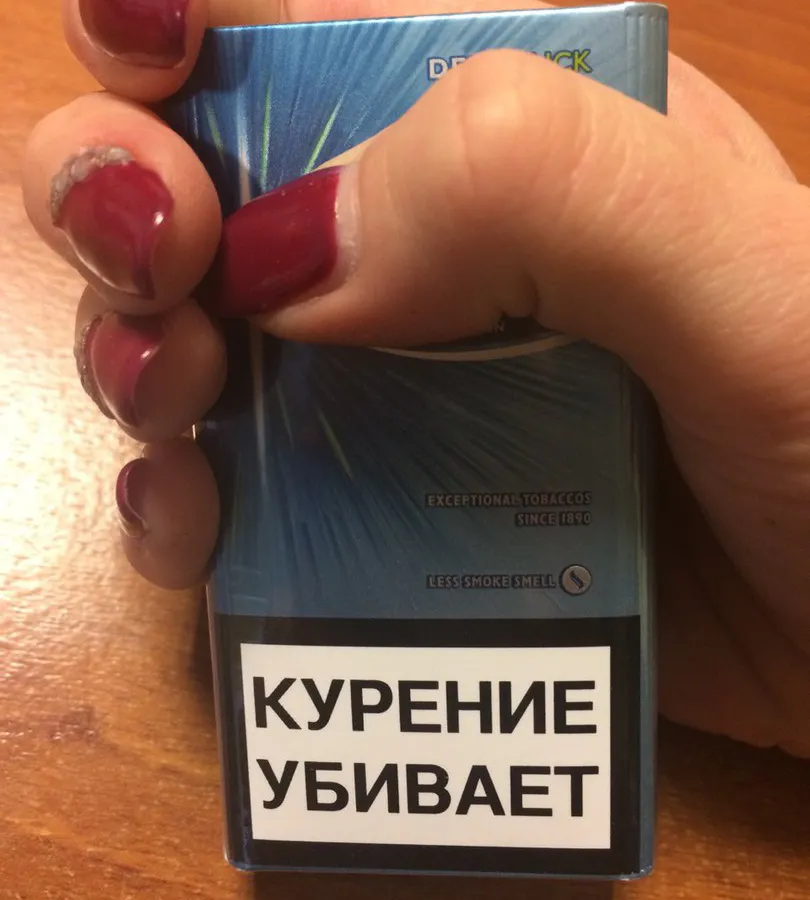 EXCEPTIONAL TOBACCOS
SINCE 1890
LESS SMOKE SMELL
КУРЕНИЕ
УБИВАЕТ